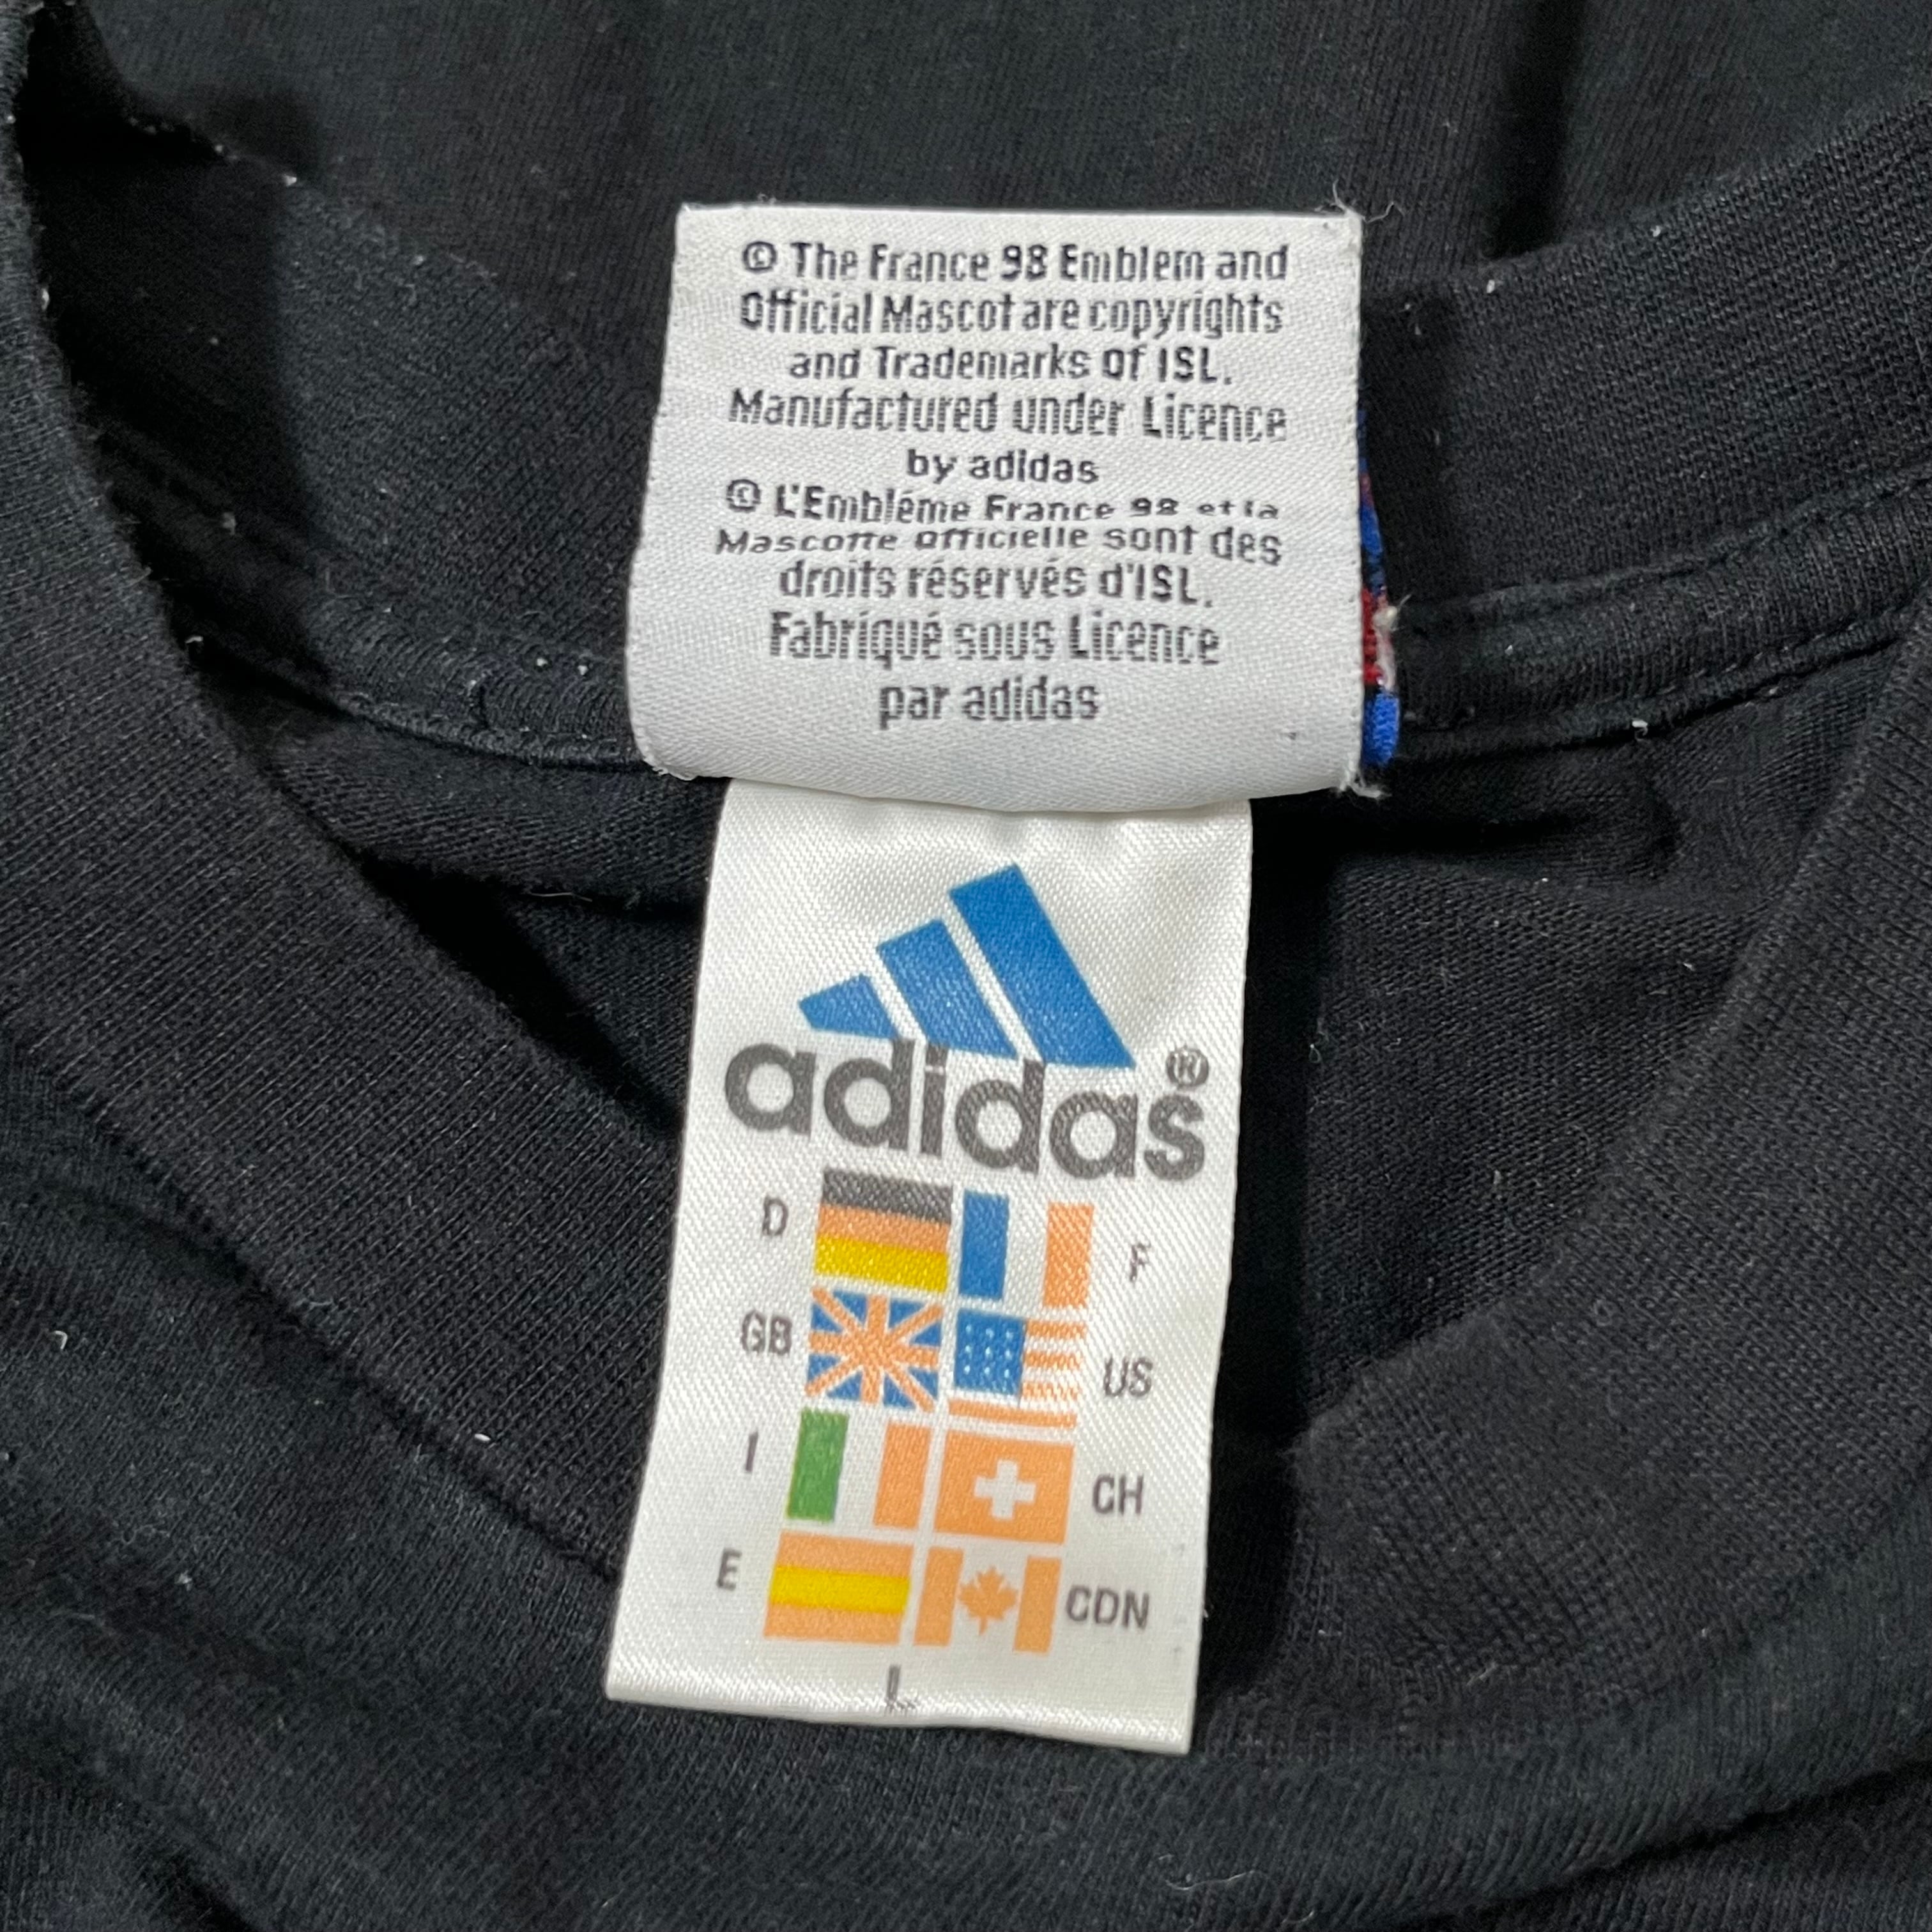 © The France 98 Emblem and
Official Mascot are copyrights
and Trademarks of ISL.
Manufactured under Licence
by adidas
© L'Embléme France 98 et la
Mascotte officielle sont des
droits réservés d'ISL.
Fabriqué sous Licence
par adidas
adidas®
D F
GB US
I CH
E CDN
L